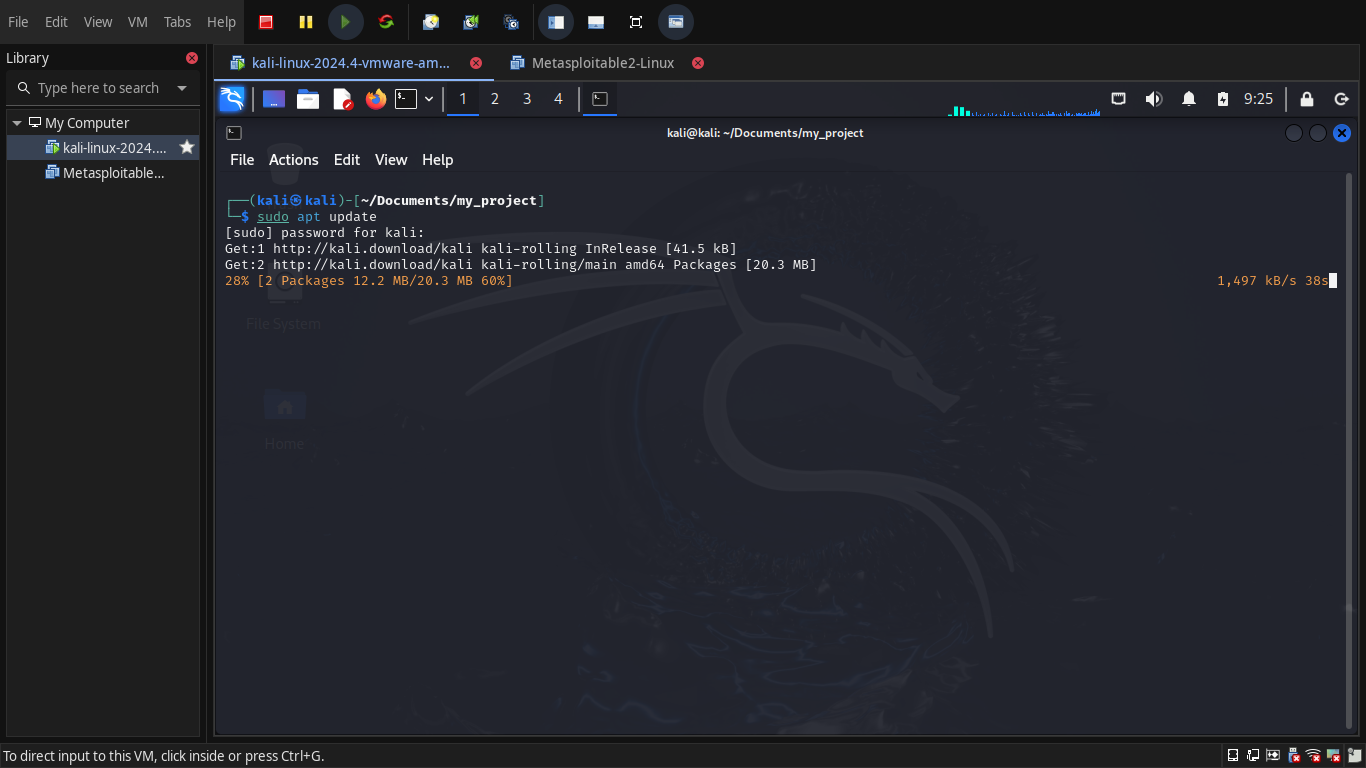 File Edit View VM Tabs Help
Library
kali-linux-2024.4-vmware-am...
Metasploitable2-Linux
Type here to search
1 2 3 4
9:25
My Computer
kali-linux-2024....
Metasploitable...
kali@kali: ~/Documents/my_project
File Actions Edit View Help
┌──(kali㉿kali)-[~/Documents/my_project]
└─$ sudo apt update
[sudo] password for kali:
Get:1 http://kali.download/kali kali-rolling InRelease [41.5 kB]
Get:2 http://kali.download/kali kali-rolling/main amd64 Packages [20.3 MB]
28% [2 Packages 12.2 MB/20.3 MB 60%] 1,497 kB/s 38s
File System
Home
To direct input to this VM, click inside or press Ctrl+G.